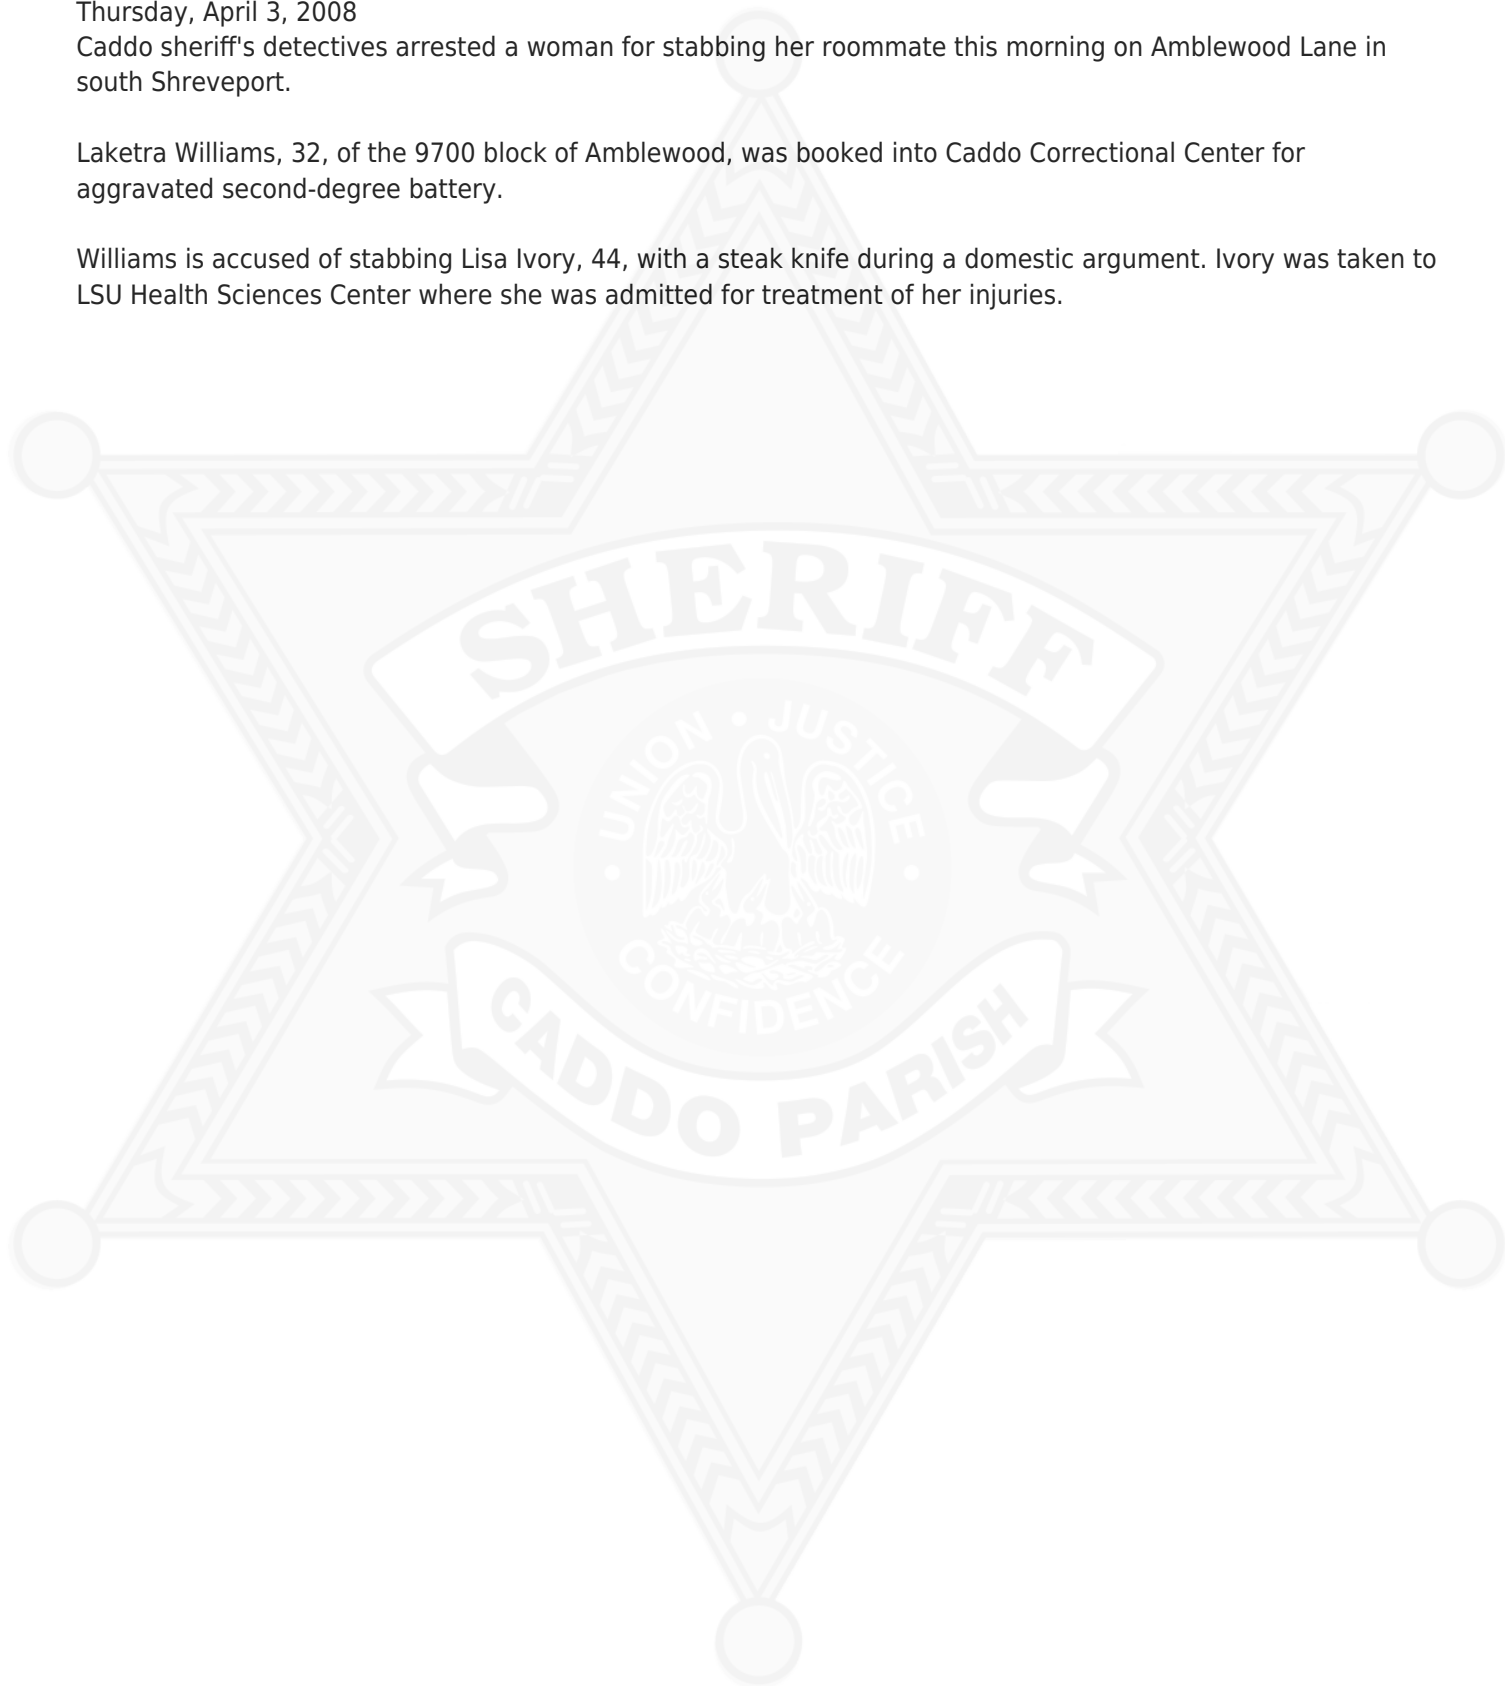 Thursday, April 3, 2008
Caddo sheriff's detectives arrested a woman for stabbing her roommate this morning on Amblewood Lane in
south Shreveport.
Laketra Williams, 32, of the 9700 block of Amblewood, was booked into Caddo Correctional Center for
aggravated second-degree battery.
Williams is accused of stabbing Lisa Ivory, 44, with a steak knife during a domestic argument. Ivory was taken to
LSU Health Sciences Center where she was admitted for treatment of her injuries.
SHERIFF
UNION • JUSTICE
• CONFIDENCE •
CADDO PARISH